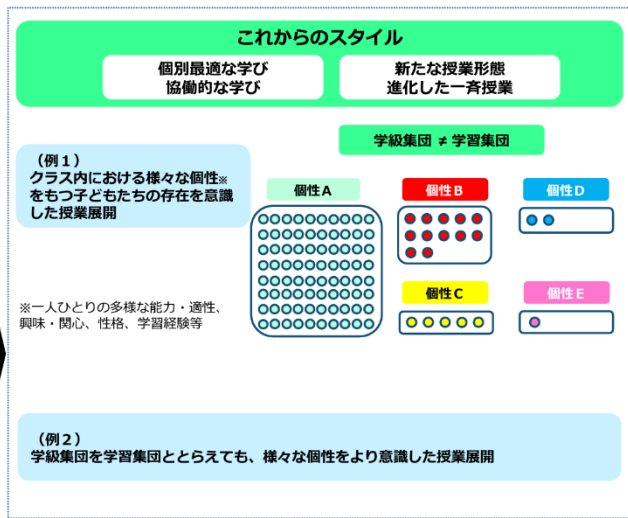 これからのスタイル
個別最適な学び
協働的な学び
新たな授業形態
進化した一斉授業
学級集団 ≠ 学習集団
（例１）
クラス内における様々な個性※
をもつ子どもたちの存在を意識
した授業展開
個性Ａ
個性Ｂ
個性Ｄ
個性Ｃ
個性Ｅ
※一人ひとりの多様な能力・適性、
興味・関心、性格、学習経験等
（例２）
学級集団を学習集団ととらえても、様々な個性をより意識した授業展開